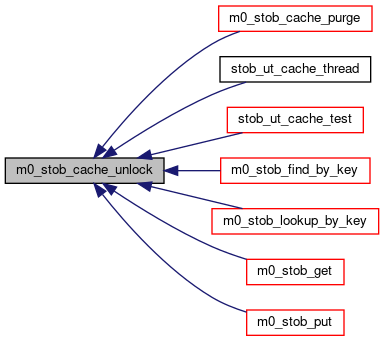 m0_stob_cache_purge
stob_ut_cache_thread
stob_ut_cache_test
m0_stob_cache_unlock
m0_stob_find_by_key
m0_stob_lookup_by_key
m0_stob_get
m0_stob_put